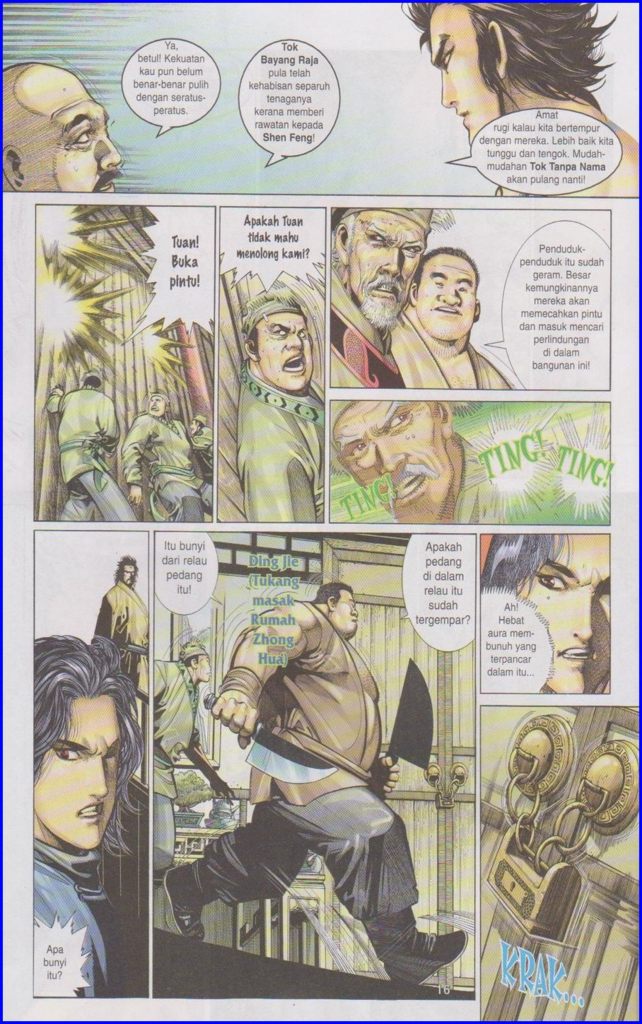 Ya,
betul! Kekuatan
kau pun belum
benar-benar pulih
dengan seratus-
peratus.
Tok
Bayang Raja
pula telah
kehabisan separuh
tenaganya
kerana memberi
rawatan kepada
Shen Feng!
Amat
rugi kalau kita bertempur
dengan mereka. Lebih baik kita
tunggu dan tengok. Mudah-
mudahan Tok Tanpa Nama
akan pulang nanti!
Tuan!
Buka
pintu!
Apakah Tuan
tidak mahu
menolong kami?
Penduduk-
penduduk itu sudah
geram. Besar
kemungkinannya
mereka akan
memecahkan pintu
dan masuk mencari
perlindungan
di dalam
bangunan ini!
TING!
TING!
TING!
Itu bunyi
dari relau
pedang
itu!
Ding Jie
(Tukang
masak
Rumah
Zhong
Hua)
Apakah
pedang
di dalam
relau itu
sudah
tergempar?
Ah!
Hebat
aura mem-
bunuh yang
terpancar
dalam itu...
Apa
bunyi
itu?
KRAK...
16